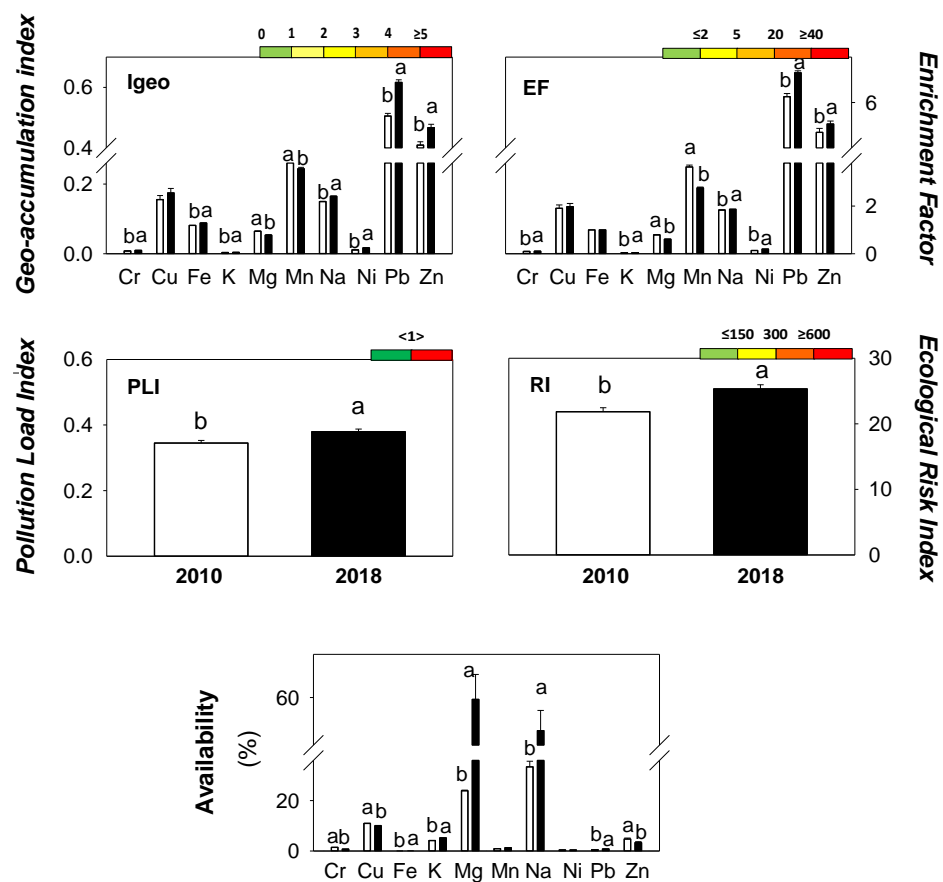 0 1 2 3 4 ≥5
≤2 5 20 ≥40
Geo-accumulation index
Igeo
0.6
0.4
0.2
0.0
b a
b a
b a
b a
a b
a b
b a
b a
b a
b a
Cr Cu Fe K Mg Mn Na Ni Pb Zn
EF
Enrichment Factor
6
2
0
b a
b a
a b
a b
b a
b a
b a
b a
Cr Cu Fe K Mg Mn Na Ni Pb Zn
<1>
≤150 300 ≥600
Pollution Load Index
PLI
0.6
0.4
0.2
0.0
b
a
2010 2018
RI
Ecological Risk Index
30
20
10
0
b
a
2010 2018
Availability
(%)
60
20
0
a b
a b
b a
b a
b a
b a
b a
a b
Cr Cu Fe K Mg Mn Na Ni Pb Zn